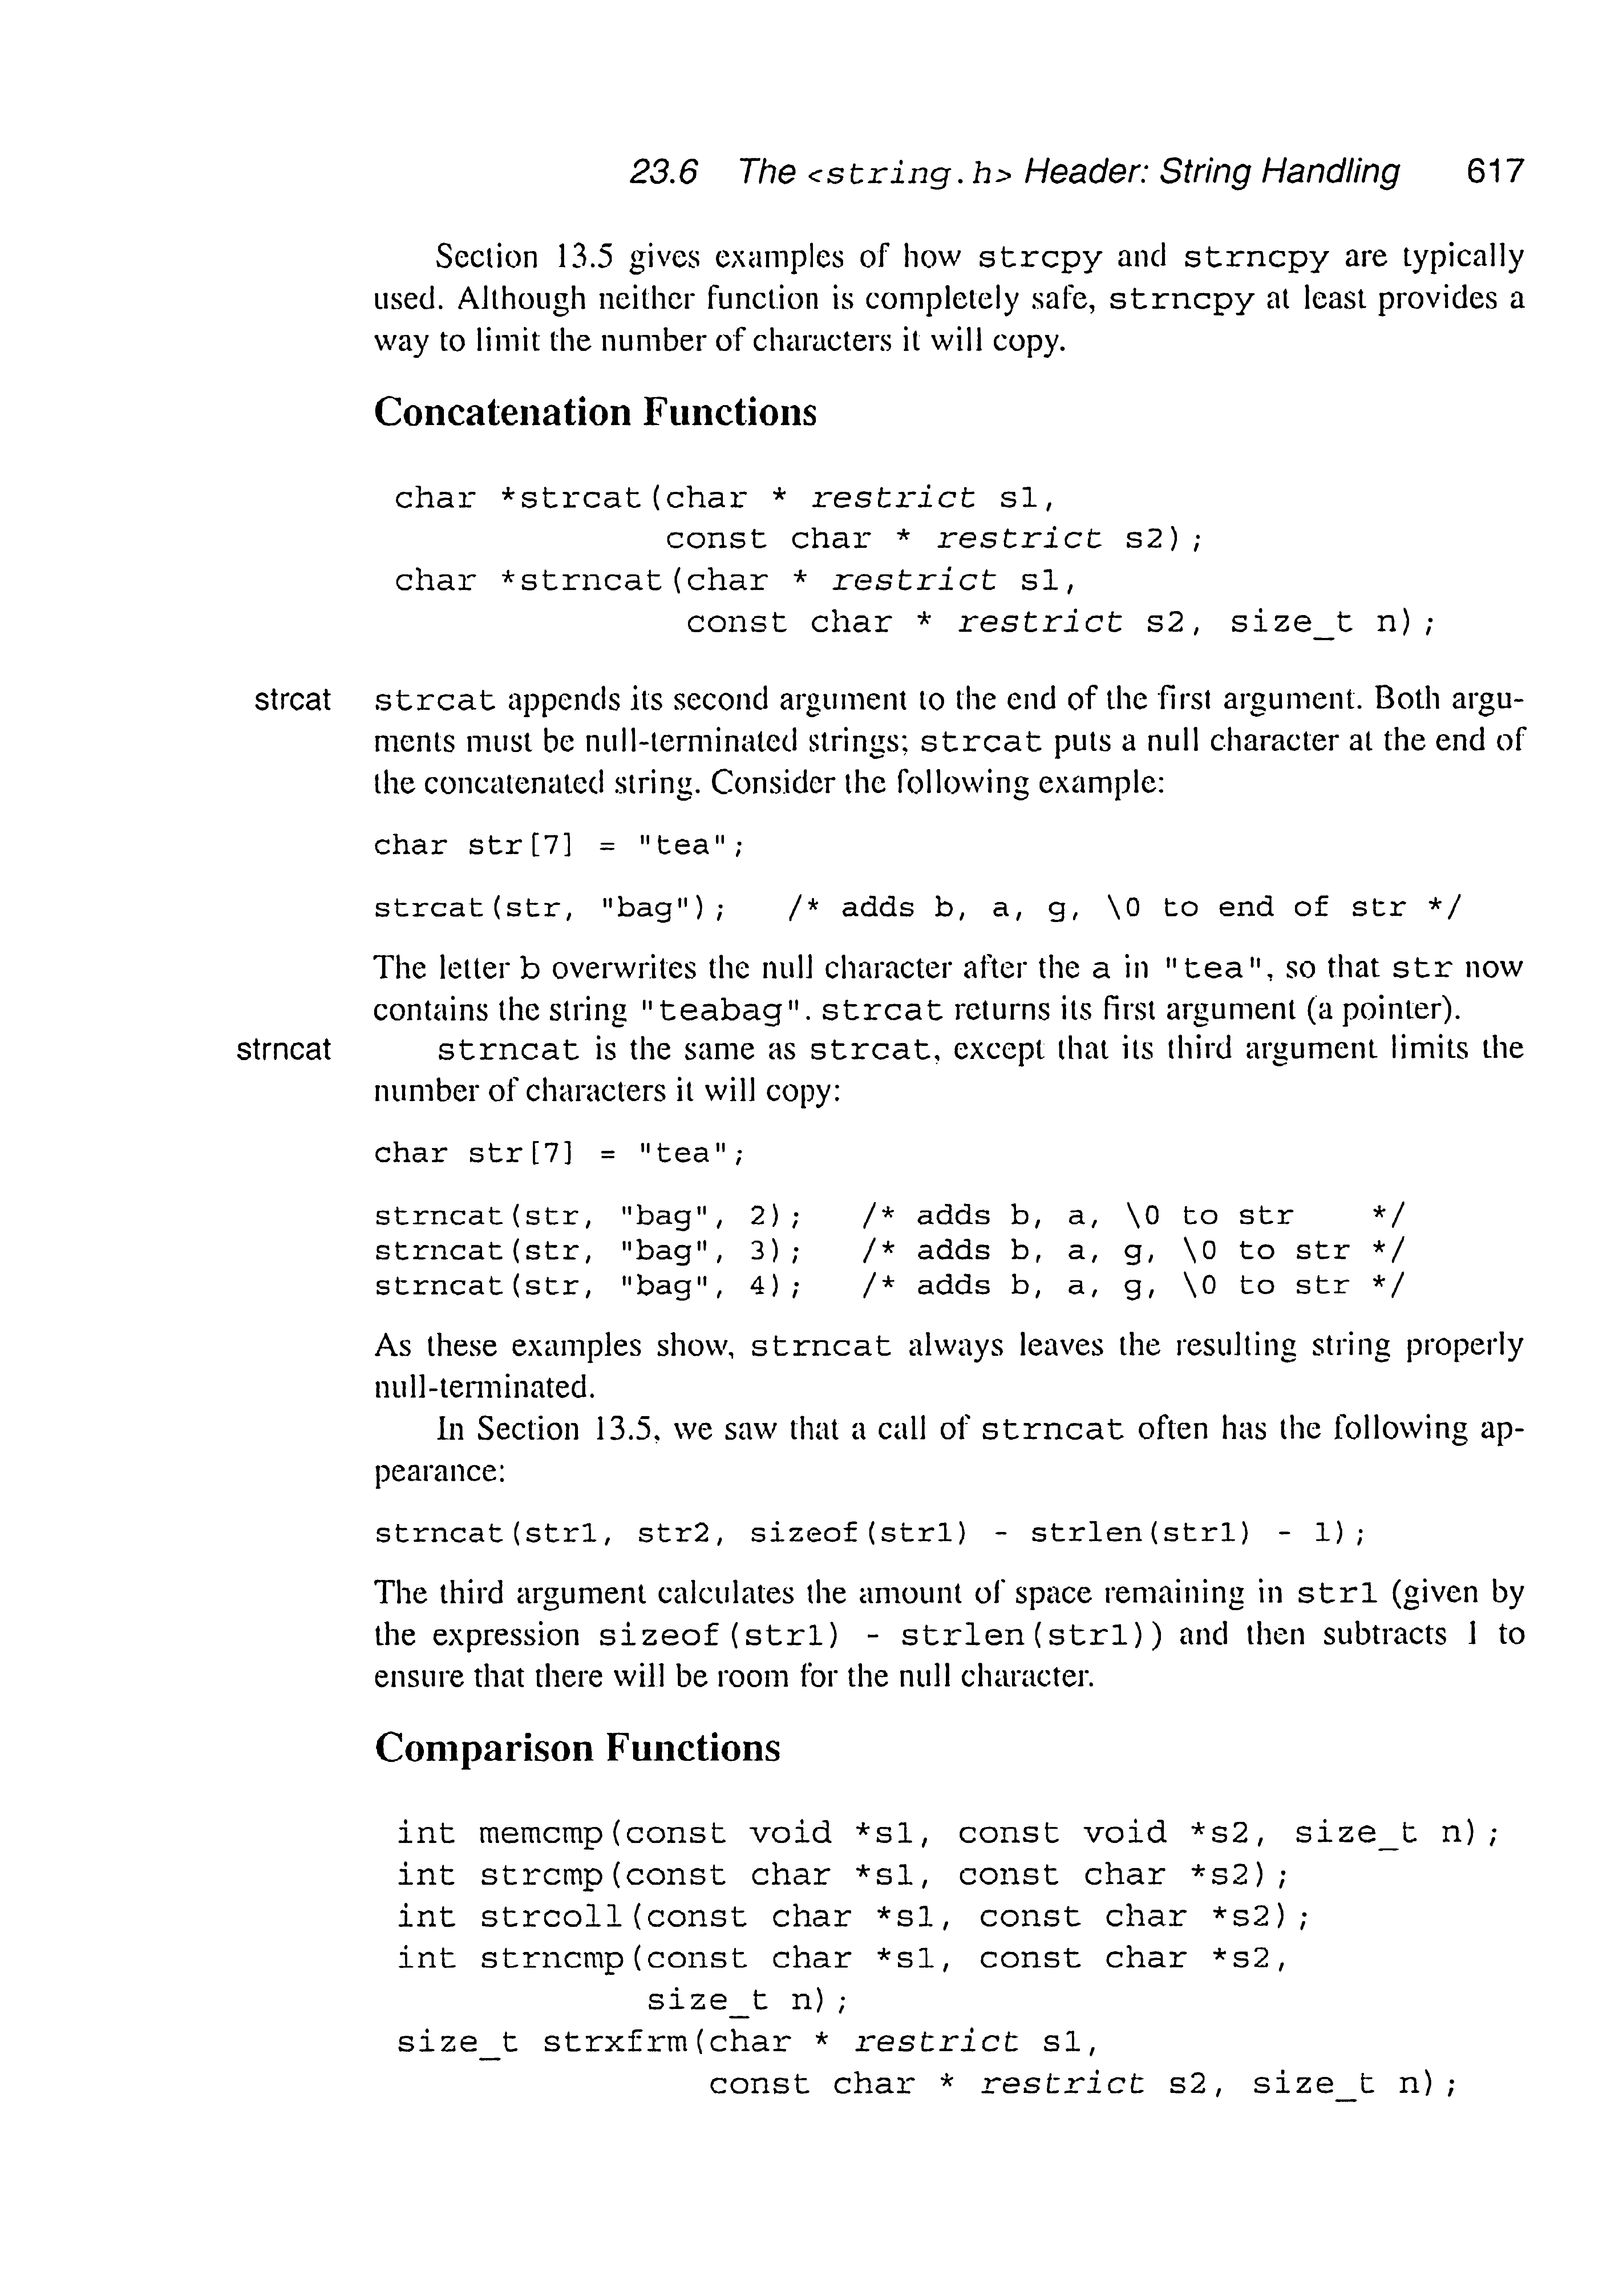 23.6 The <string.h> Header: String Handling 617
Section 13.5 gives examples of how strcpy and strncpy are typically
used. Although neither function is completely safe, strncpy at least provides a
way to limit the number of characters it will copy.
Concatenation Functions
char *strcat(char * restrict s1,
const char * restrict s2);
char *strncat(char * restrict s1,
const char * restrict s2, size_t n);
strcat strcat appends its second argument to the end of the first argument. Both argu-
ments must be null-terminated strings; strcat puts a null character at the end of
the concatenated string. Consider the following example:
char str[7] = "tea";
strcat(str, "bag"); /* adds b, a, g, \0 to end of str */
The letter b overwrites the null character after the a in "tea", so that str now
contains the string "teabag". strcat returns its first argument (a pointer).
strncat strncat is the same as strcat, except that its third argument limits the
number of characters it will copy:
char str[7] = "tea";
strncat(str, "bag", 2); /* adds b, a, \0 to str */
strncat(str, "bag", 3); /* adds b, a, g, \0 to str */
strncat(str, "bag", 4); /* adds b, a, g, \0 to str */
As these examples show, strncat always leaves the resulting string properly
null-terminated.
In Section 13.5, we saw that a call of strncat often has the following ap-
pearance:
strncat(str1, str2, sizeof(str1) - strlen(str1) - 1);
The third argument calculates the amount of space remaining in str1 (given by
the expression sizeof(str1) - strlen(str1)) and then subtracts 1 to
ensure that there will be room for the null character.
Comparison Functions
int memcmp(const void *s1, const void *s2, size_t n);
int strcmp(const char *s1, const char *s2);
int strcoll(const char *s1, const char *s2);
int strncmp(const char *s1, const char *s2,
size_t n);
size_t strxfrm(char * restrict s1,
const char * restrict s2, size_t n);